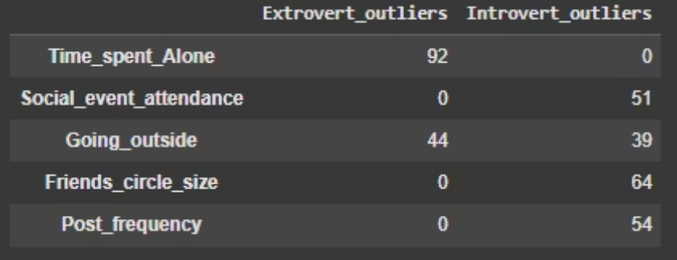 Extrovert_outliers Introvert_outliers
Time_spent_Alone 92 0
Social_event_attendance 0 51
Going_outside 44 39
Friends_circle_size 0 64
Post_frequency 0 54